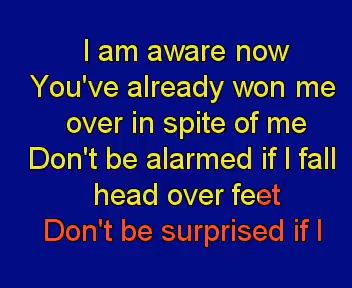 I am aware now
You've already won me
over in spite of me
Don't be alarmed if I fall
head over feet
Don't be surprised if I